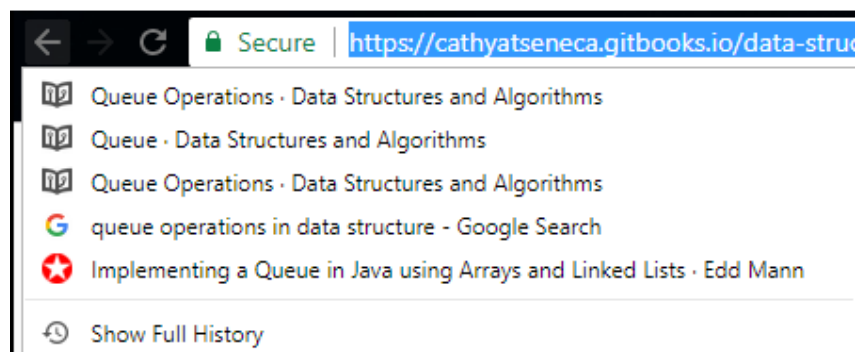 Secure | https://cathyatseneca.gitbooks.io/data-struc
Queue Operations · Data Structures and Algorithms
Queue · Data Structures and Algorithms
Queue Operations · Data Structures and Algorithms
queue operations in data structure - Google Search
Implementing a Queue in Java using Arrays and Linked Lists · Edd Mann
Show Full History